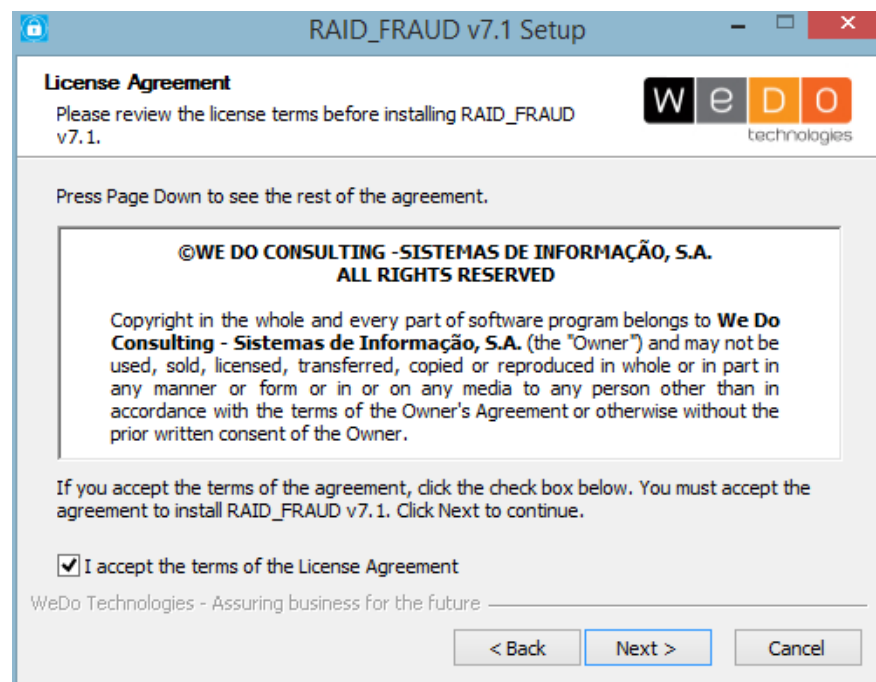 RAID_FRAUD v7.1 Setup
License Agreement
Please review the license terms before installing RAID_FRAUD
v7.1.
WeDO
technologies
Press Page Down to see the rest of the agreement.
©WE DO CONSULTING -SISTEMAS DE INFORMAÇÃO, S.A.
ALL RIGHTS RESERVED
Copyright in the whole and every part of software program belongs to We Do
Consulting - Sistemas de Informação, S.A. (the "Owner") and may not be
used, sold, licensed, transferred, copied or reproduced in whole or in part in
any manner or form or in or on any media to any person other than in
accordance with the terms of the Owner's Agreement or otherwise without the
prior written consent of the Owner.
If you accept the terms of the agreement, click the check box below. You must accept the
agreement to install RAID_FRAUD v7.1. Click Next to continue.
I accept the terms of the License Agreement
WeDo Technologies - Assuring business for the future
< Back Next > Cancel